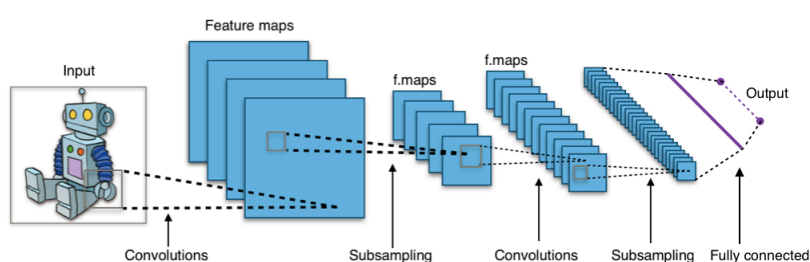 Feature maps
Input
f.maps
f.maps
Output
Convolutions
Subsampling
Convolutions
Subsampling
Fully connected